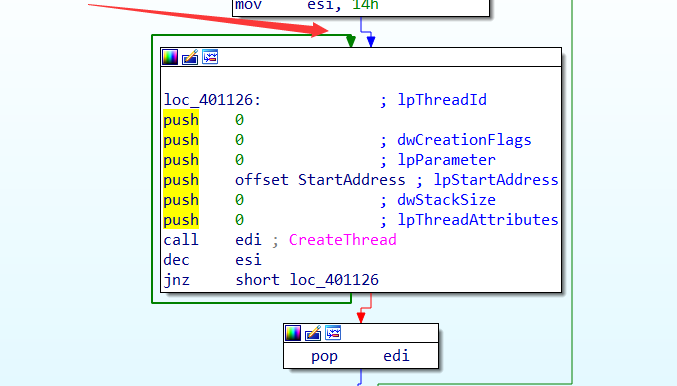 mov     esi, 14h
loc_401126:              ; lpThreadId
push    0
push    0                ; dwCreationFlags
push    0                ; lpParameter
push    offset StartAddress ; lpStartAddress
push    0                ; dwStackSize
push    0                ; lpThreadAttributes
call    edi ; CreateThread
dec     esi
jnz     short loc_401126
pop     edi